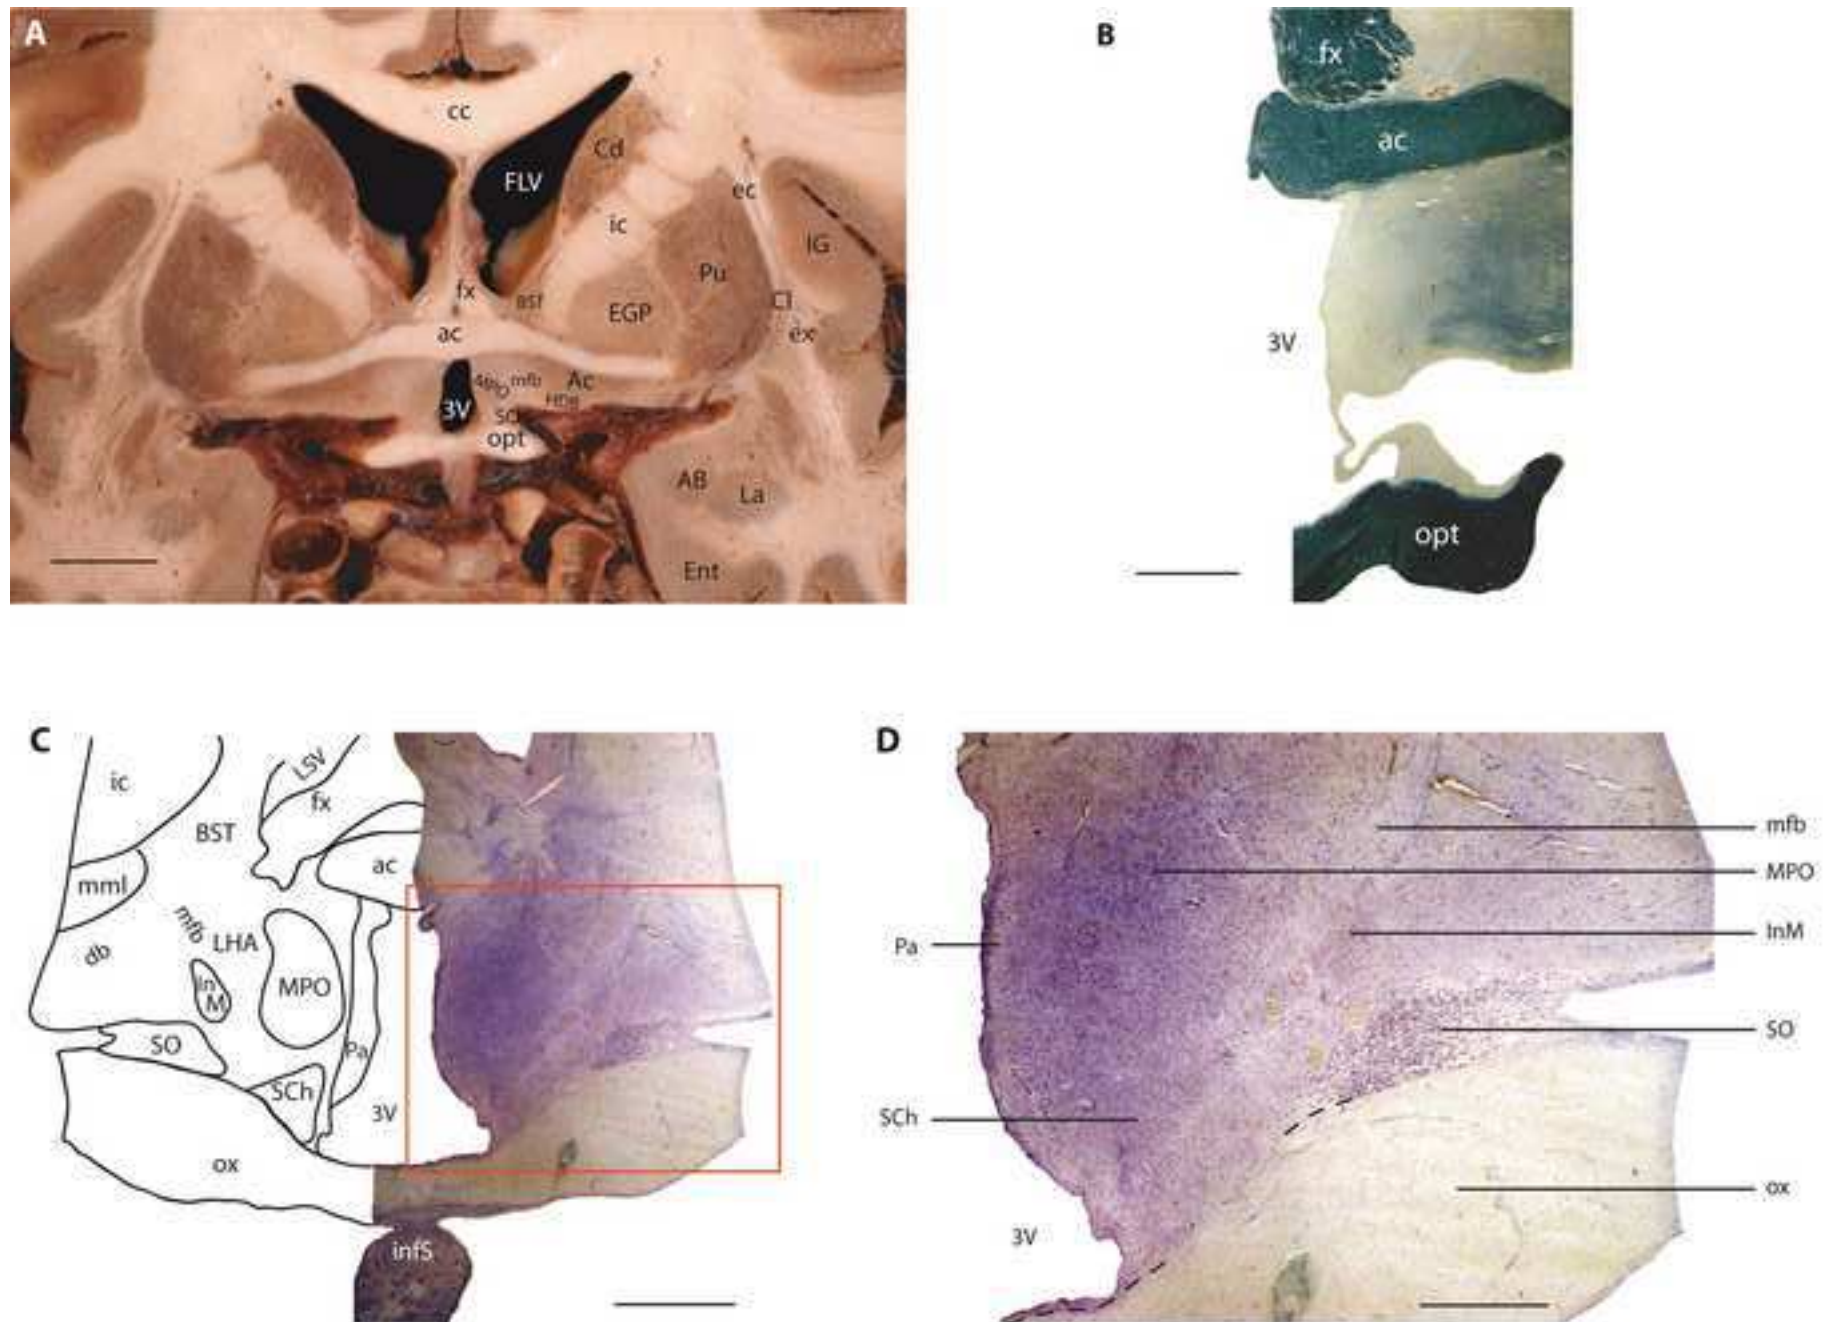 A
cc
Cd
FLV
ec
ic
IG
Pu
fx
BST
EGP
Cl
ac
ex
mfb
Ac
HDB
3V
SO
opt
AB
La
Ent
B
fx
ac
3V
opt
C
ic
LSV
fx
BST
ac
mml
mfb
LHA
db
In
M
MPO
SO
Pa
SCh
3V
ox
infS
D
mfb
MPO
InM
Pa
SO
SCh
ox
3V